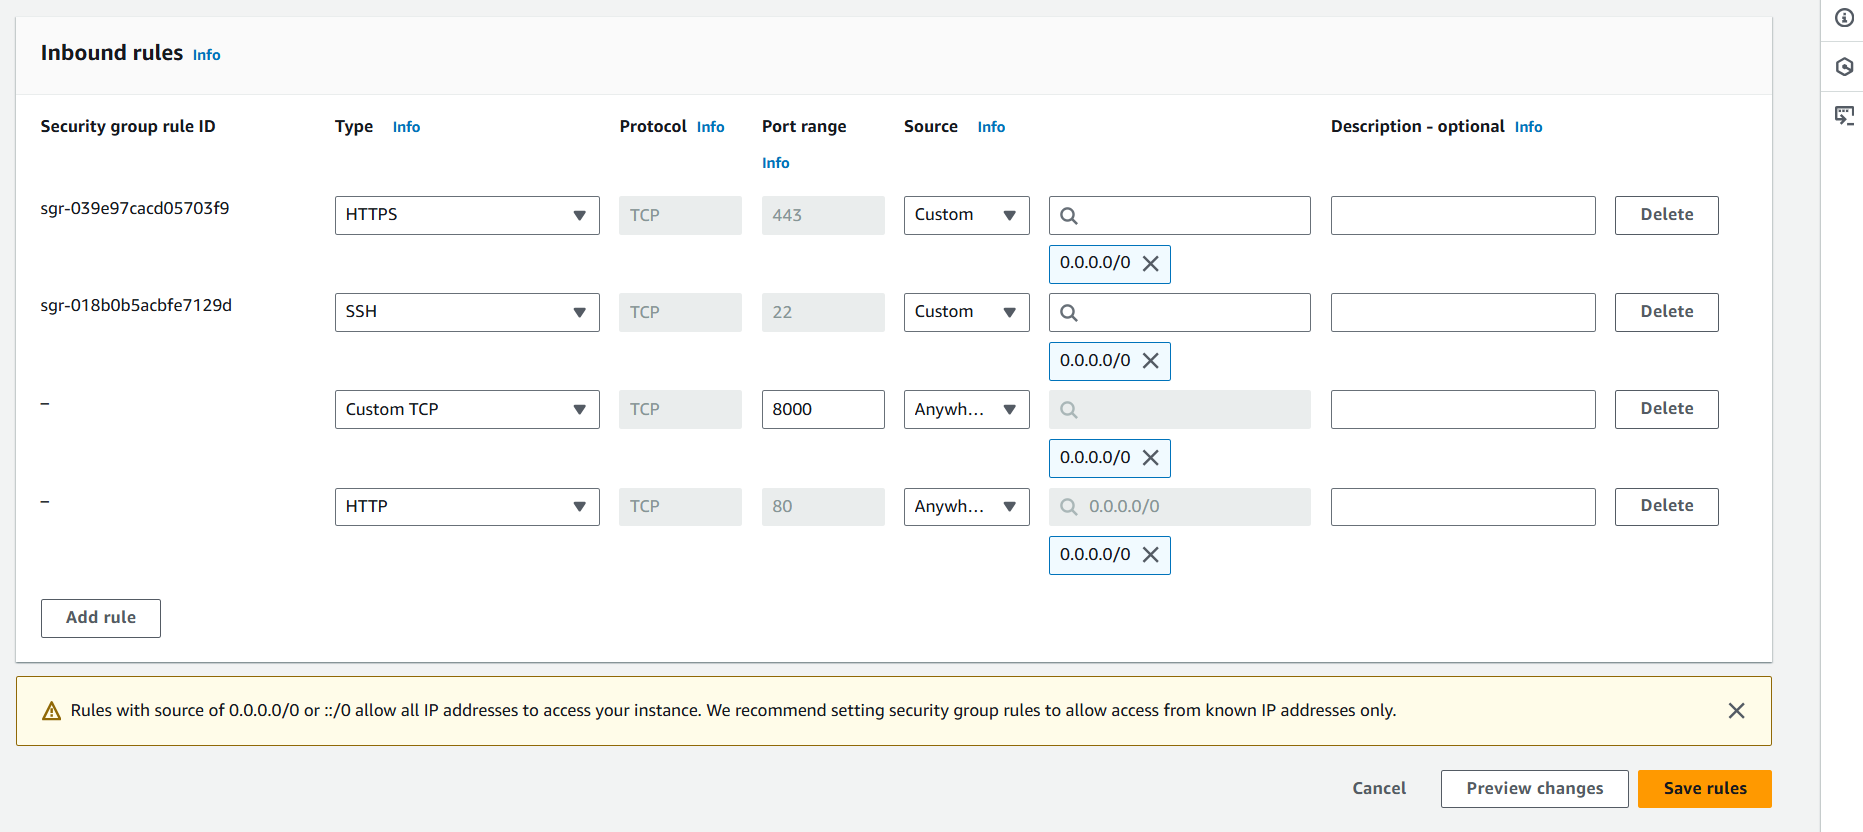 Inbound rules Info
Security group rule ID Type Info Protocol Info Port range Source Info Description - optional Info
Info
sgr-039e97cacd05703f9 HTTPS TCP 443 Custom Delete
0.0.0.0/0
sgr-018b0b5acbfe7129d SSH TCP 22 Custom Delete
0.0.0.0/0
– Custom TCP TCP 8000 Anywh... Delete
0.0.0.0/0
– HTTP TCP 80 Anywh... 0.0.0.0/0 Delete
0.0.0.0/0
Add rule
Rules with source of 0.0.0.0/0 or ::/0 allow all IP addresses to access your instance. We recommend setting security group rules to allow access from known IP addresses only.
Cancel Preview changes Save rules